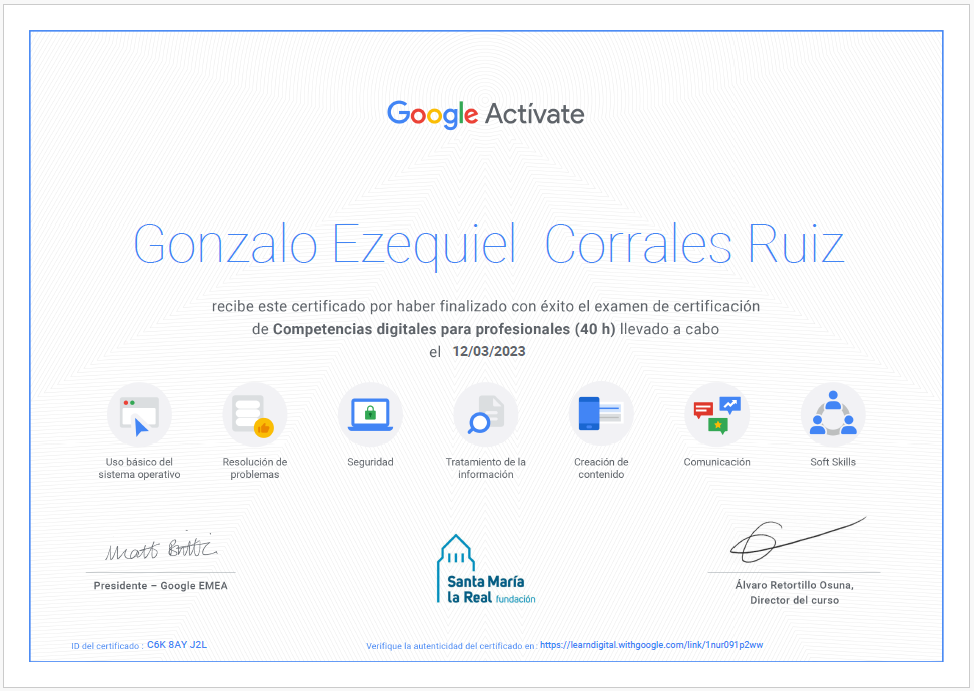 Google Actívate
Gonzalo Ezequiel Corrales Ruiz
recibe este certificado por haber finalizado con éxito el examen de certificación
de Competencias digitales para profesionales (40 h) llevado a cabo
el 12/03/2023
Uso básico del
sistema operativo
Resolución de
problemas
Seguridad
Tratamiento de la
información
Creación de
contenido
Comunicación
Soft Skills
Matt Brittin
Presidente – Google EMEA
Santa María
la Real fundación
Álvaro Retortillo Osuna,
Director del curso
ID del certificado : C6K 8AY J2L
Verifique la autenticidad del certificado en: https://learndigital.withgoogle.com/link/1nur091p2ww